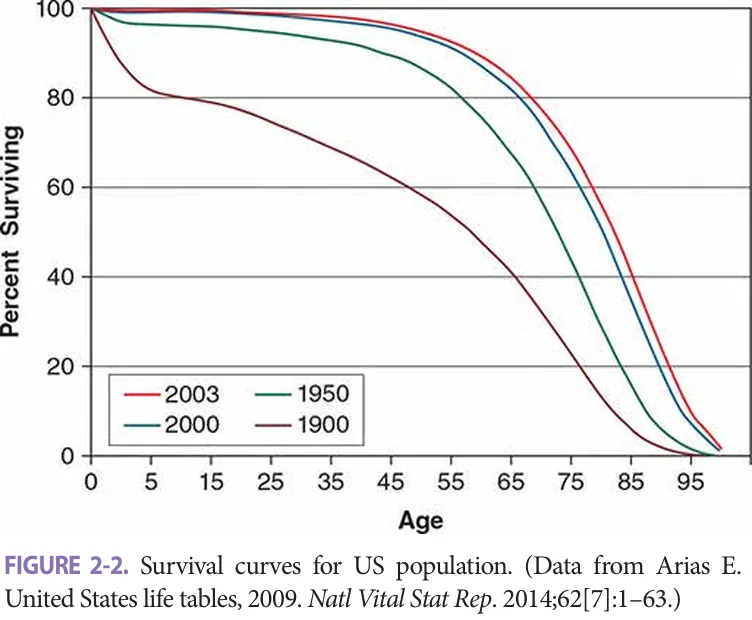 100
80
60
40
20
0
Percent Surviving
2003
1950
2000
1900
0 5 15 25 35 45 55 65 75 85 95
Age
FIGURE 2-2. Survival curves for US population. (Data from Arias E.
United States life tables, 2009. Natl Vital Stat Rep. 2014;62[7]:1–63.)